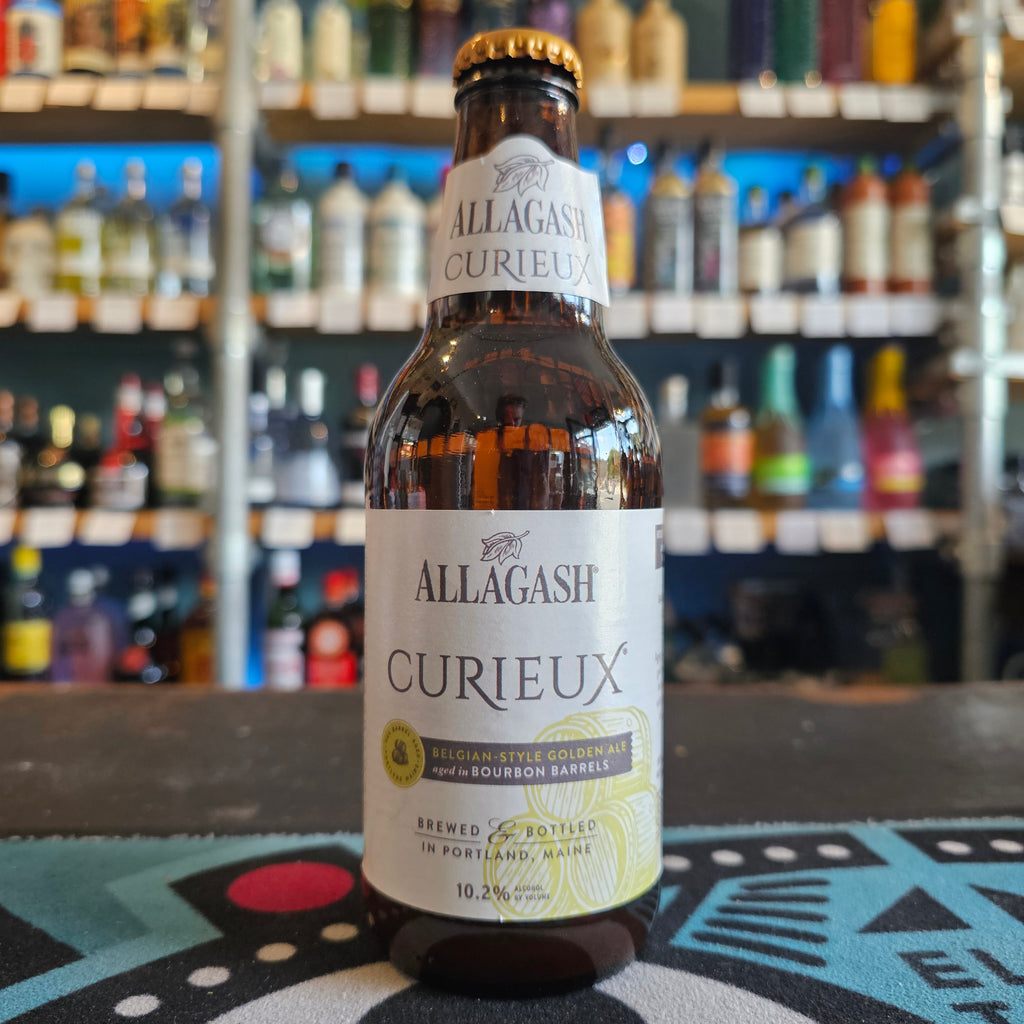 ALLAGASH
CURIEUX
ALLAGASH®
CURIEUX®
&
BELGIAN-STYLE GOLDEN ALE
aged in BOURBON BARRELS
BREWED & BOTTLED
IN PORTLAND, MAINE
10.2% ALCOHOL
BY VOLUME